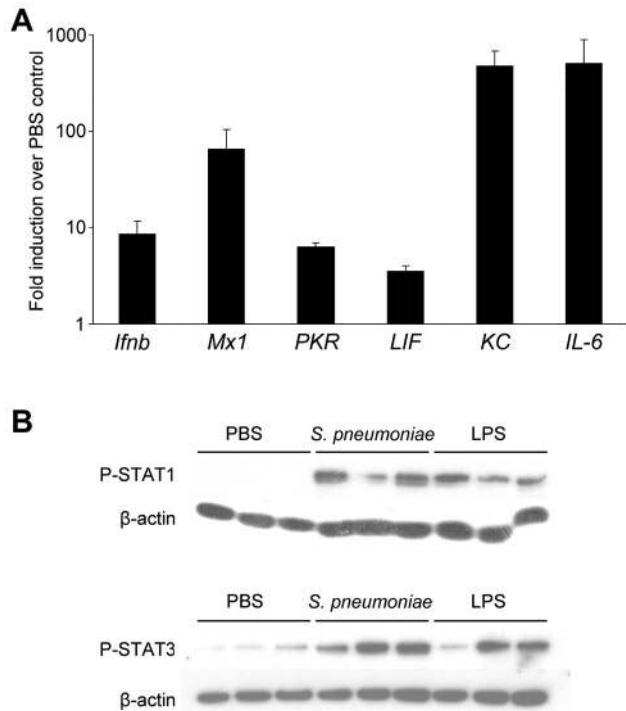 A
Fold induction over PBS control
1000
100
10
1
Ifnb Mx1 PKR LIF KC IL-6
B
PBS S. pneumoniae LPS
P-STAT1
β-actin
PBS S. pneumoniae LPS
P-STAT3
β-actin